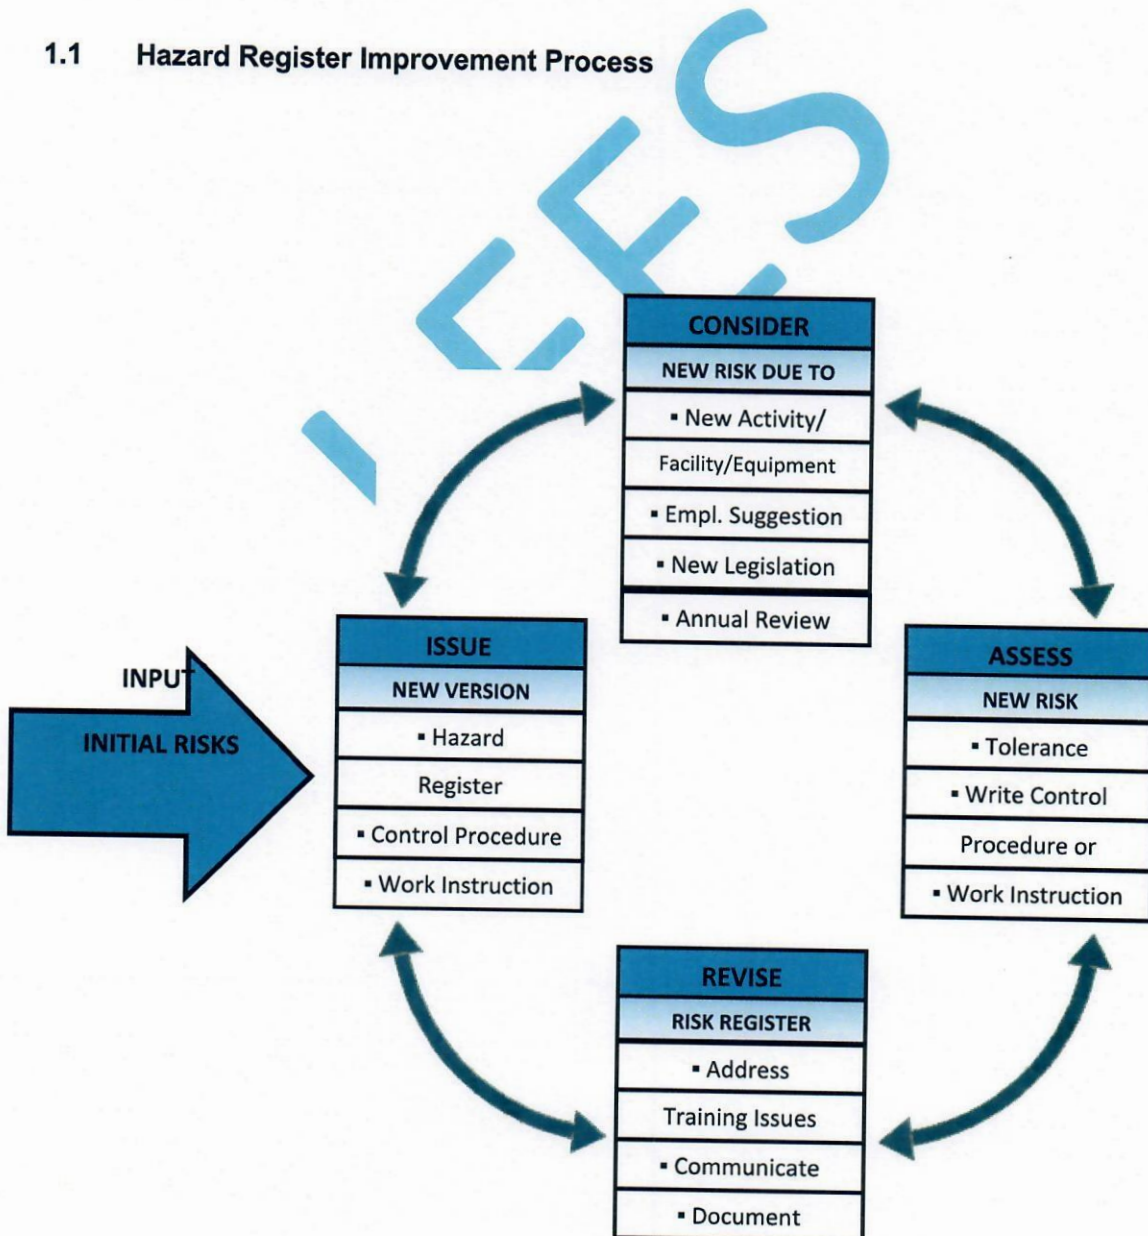 1.1 Hazard Register Improvement Process
CONSIDER
NEW RISK DUE TO
▪ New Activity/
Facility/Equipment
▪ Empl. Suggestion
▪ New Legislation
▪ Annual Review
INPUT
INITIAL RISKS
ISSUE
NEW VERSION
▪ Hazard
Register
▪ Control Procedure
▪ Work Instruction
ASSESS
NEW RISK
▪ Tolerance
▪ Write Control
Procedure or
▪ Work Instruction
REVISE
RISK REGISTER
▪ Address
Training Issues
▪ Communicate
▪ Document